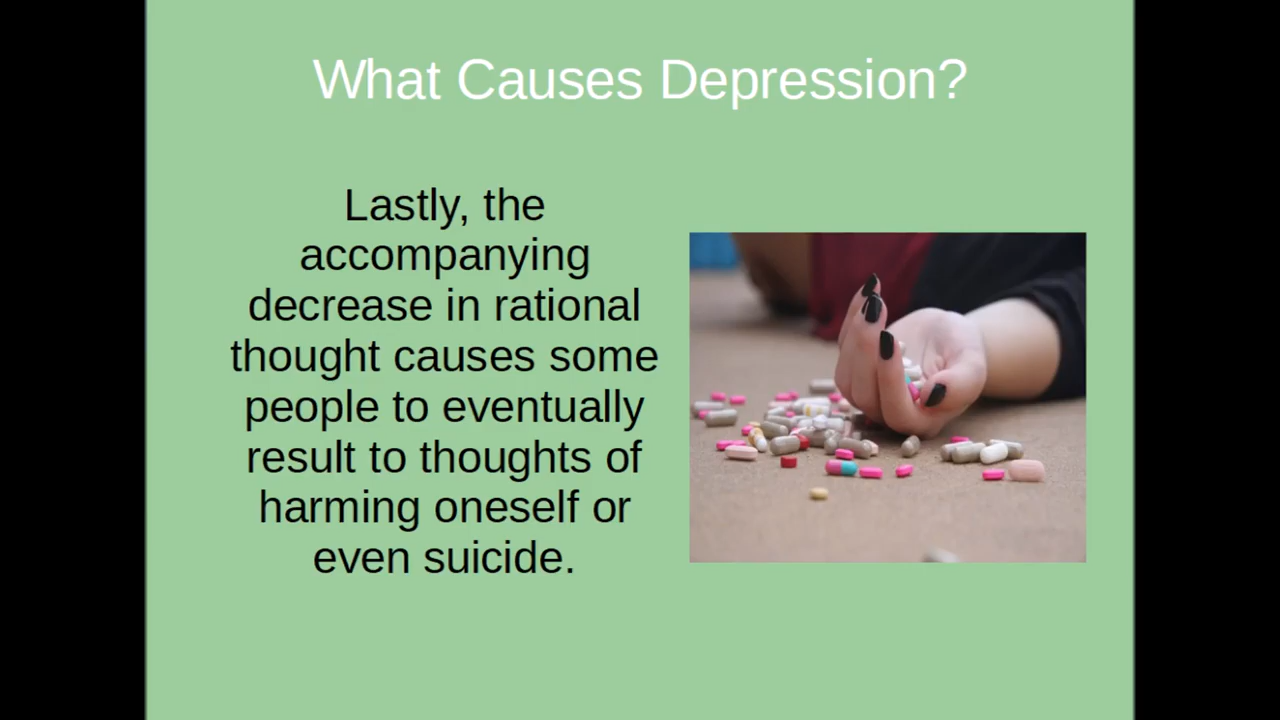 What Causes Depression?
Lastly, the
accompanying
decrease in rational
thought causes some
people to eventually
result to thoughts of
harming oneself or
even suicide.